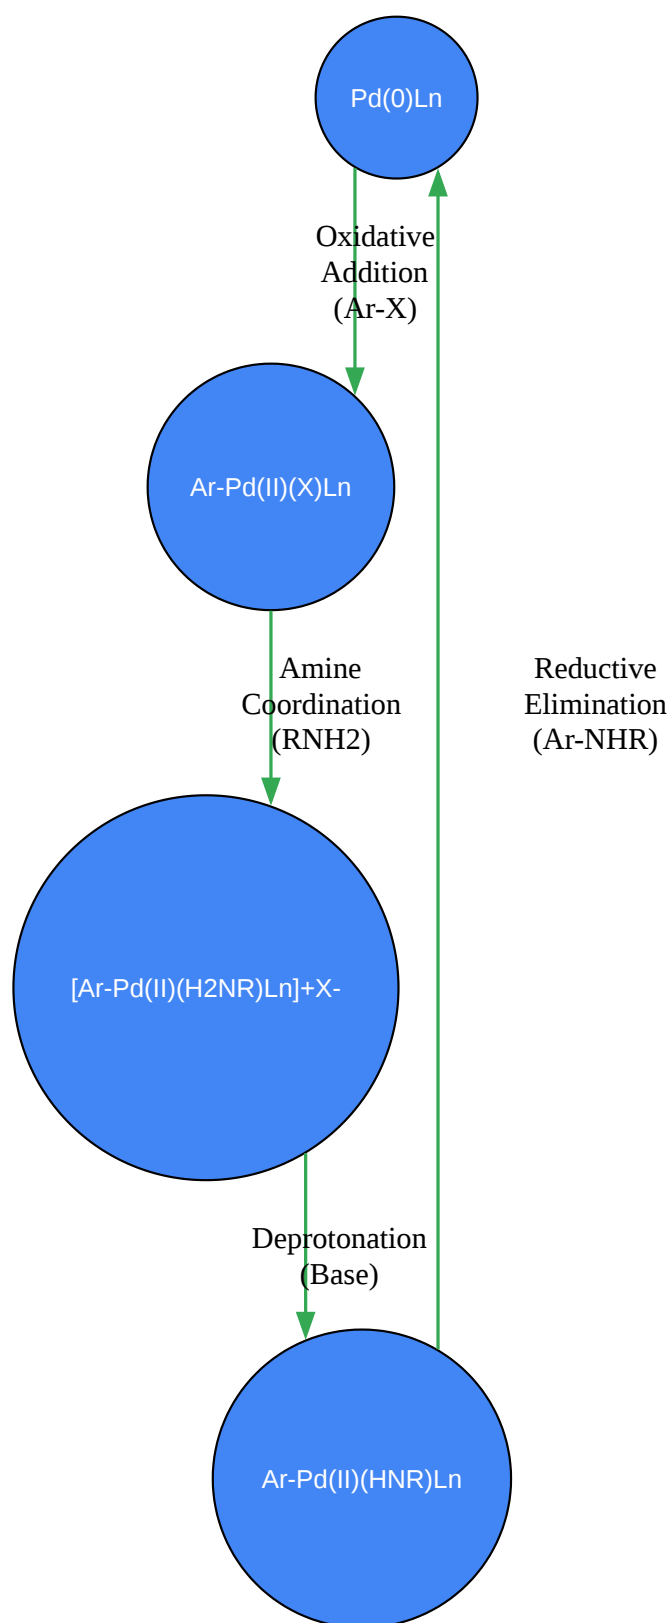 Pd(0)Ln
Oxidative
Addition
(Ar-X)
Ar-Pd(II)(X)Ln
Amine
Coordination
(RNH2)
Reductive
Elimination
(Ar-NHR)
[Ar-Pd(II)(H2NR)Ln]+X-
Deprotonation
(Base)
Ar-Pd(II)(HNR)Ln